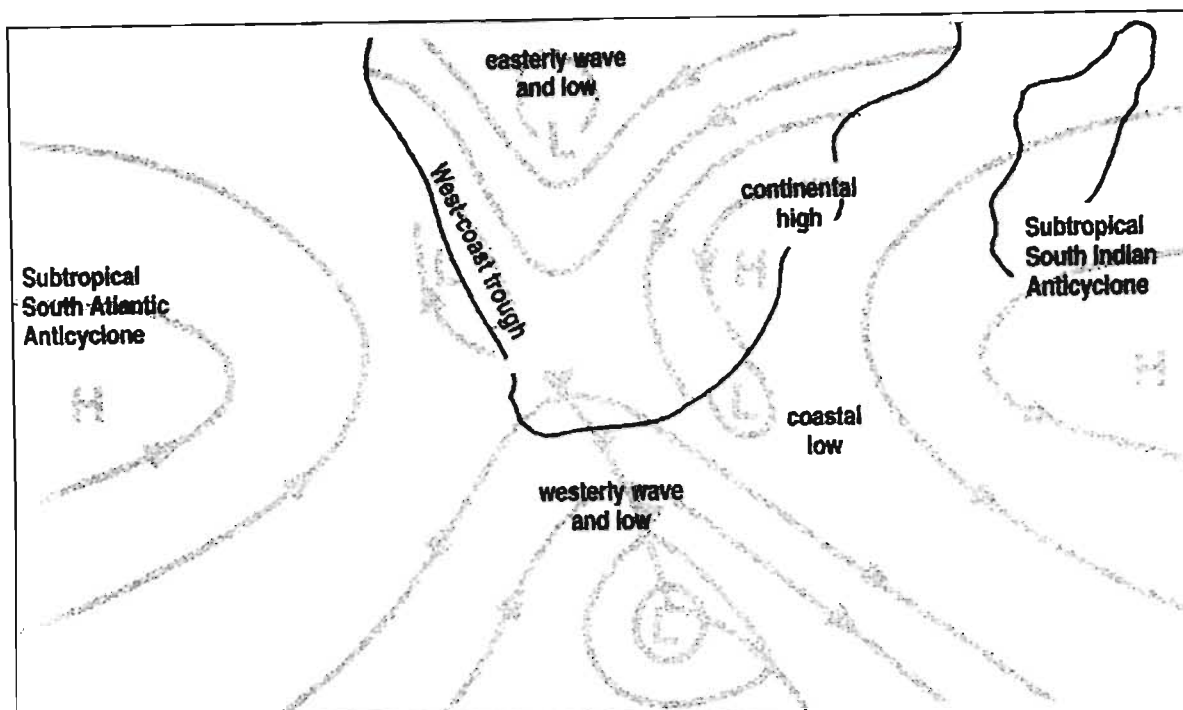 easterly wave
and low
L
West-coast trough
continental
high
H
Subtropical
South Atlantic
Anticyclone
H
Subtropical
South Indian
Anticyclone
H
L
coastal
low
westerly wave
and low
L